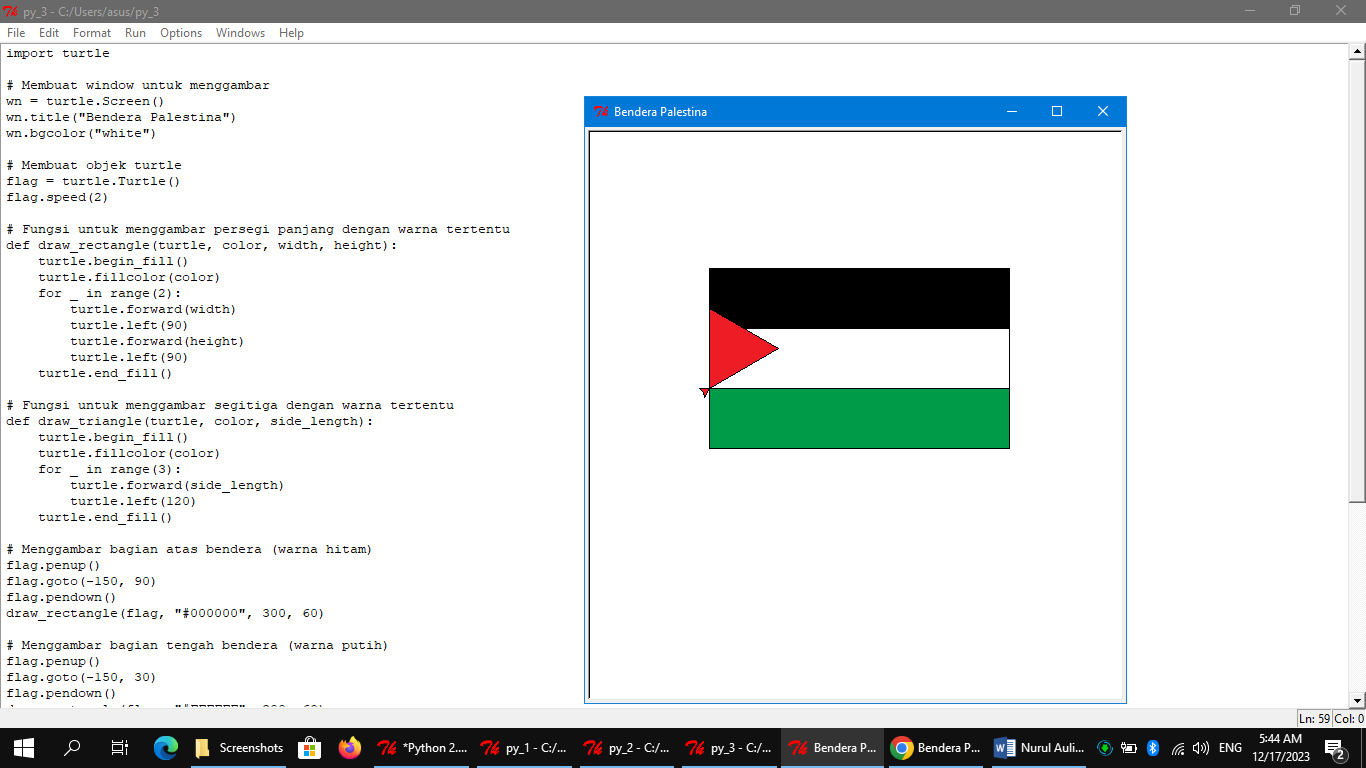 py_3 - C:/Users/asus/py_3
File Edit Format Run Options Windows Help
import turtle
# Membuat window untuk menggambar
wn = turtle.Screen()
wn.title("Bendera Palestina")
wn.bgcolor("white")
# Membuat objek turtle
flag = turtle.Turtle()
flag.speed(2)
# Fungsi untuk menggambar persegi panjang dengan warna tertentu
def draw_rectangle(turtle, color, width, height):
    turtle.begin_fill()
    turtle.fillcolor(color)
    for _ in range(2):
        turtle.forward(width)
        turtle.left(90)
        turtle.forward(height)
        turtle.left(90)
    turtle.end_fill()
# Fungsi untuk menggambar segitiga dengan warna tertentu
def draw_triangle(turtle, color, side_length):
    turtle.begin_fill()
    turtle.fillcolor(color)
    for _ in range(3):
        turtle.forward(side_length)
        turtle.left(120)
    turtle.end_fill()
# Menggambar bagian atas bendera (warna hitam)
flag.penup()
flag.goto(-150, 90)
flag.pendown()
draw_rectangle(flag, "#000000", 300, 60)
# Menggambar bagian tengah bendera (warna putih)
flag.penup()
flag.goto(-150, 30)
flag.pendown()
Bendera Palestina
Ln: 59 Col: 0
Screenshots
*Python 2....
py_1 - C:/...
py_2 - C:/...
py_3 - C:/...
Bendera P...
Bendera P...
Nurul Auli...
ENG
5:44 AM
12/17/2023
2